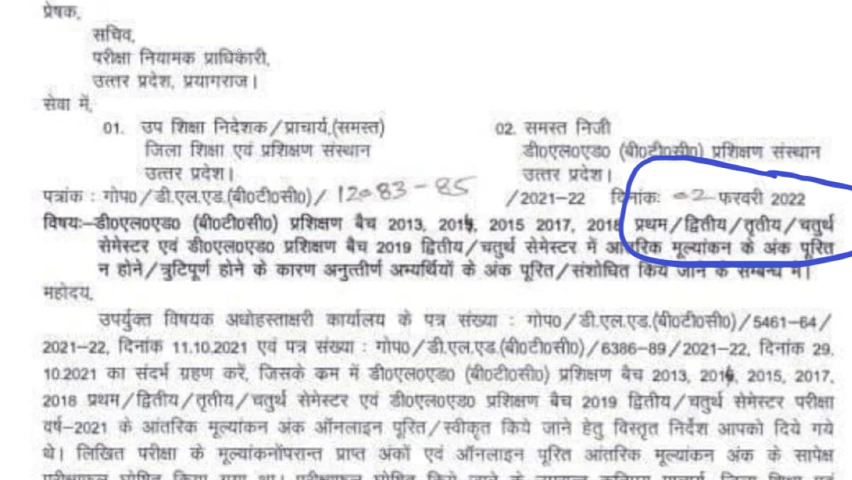 प्रेषक,
सचिव,
परीक्षा नियामक प्राधिकारी,
उत्तर प्रदेश, प्रयागराज।
सेवा में,
01. उप शिक्षा निदेशक/प्राचार्य,(समस्त) 02. समस्त निजी
जिला शिक्षा एवं प्रशिक्षण संस्थान डी0एल0एड0 (बी0टी0सी0) प्रशिक्षण संस्थान
उत्तर प्रदेश। उत्तर प्रदेश।
पत्रांक : गोप0/डी.एल.एड.(बी0टी0सी0)/ 12083-85 /2021-22 दिनांकः 02 फरवरी 2022
विषयः–डी0एल0एड0 (बी0टी0सी0) प्रशिक्षण बैच 2013, 2014, 2015 2017, 2018 प्रथम/द्वितीय/तृतीय/चतुर्थ
सेमेस्टर एवं डी0एल0एड0 प्रशिक्षण बैच 2019 द्वितीय/चतुर्थ सेमेस्टर में आंतरिक मूल्यांकन के अंक पूरित
न होने/त्रुटिपूर्ण होने के कारण अनुत्तीर्ण अभ्यर्थियों के अंक पूरित/संशोधित किये जाने के सम्बन्ध में।
महोदय,
उपर्युक्त विषयक अधोहस्ताक्षरी कार्यालय के पत्र संख्या : गोप0/डी.एल.एड.(बी0टी0सी0)/5461-64/
2021-22, दिनांक 11.10.2021 एवं पत्र संख्या : गोप0/डी.एल.एड.(बी0टी0सी0)/6386-89/2021-22, दिनांक 29.
10.2021 का संदर्भ ग्रहण करें, जिसके क्रम में डी0एल0एड0 (बी0टी0सी0) प्रशिक्षण बैच 2013, 2014, 2015, 2017,
2018 प्रथम/द्वितीय/तृतीय/चतुर्थ सेमेस्टर एवं डी0एल0एड0 प्रशिक्षण बैच 2019 द्वितीय/चतुर्थ सेमेस्टर परीक्षा
वर्ष-2021 के आंतरिक मूल्यांकन अंक ऑनलाइन पूरित/स्वीकृत किये जाने हेतु विस्तृत निर्देश आपको दिये गये
थे। लिखित परीक्षा के मूल्यांकनोंपरान्त प्राप्त अंकों एवं ऑनलाइन पूरित आंतरिक मूल्यांकन अंक के सापेक्ष